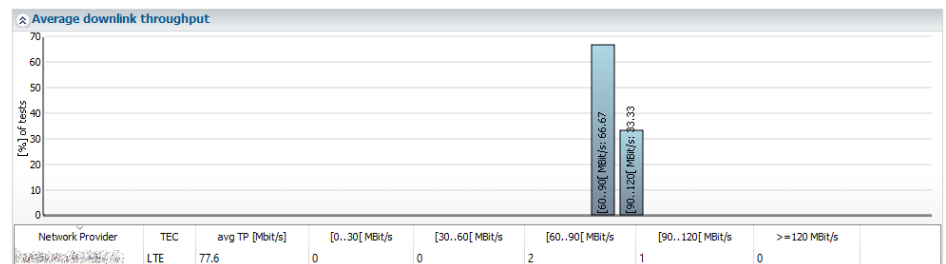 Average downlink throughput
70
60
50
40
30
20
10
0
[%] of tests
[60..90[ MBit/s: 66.67
[90..120[ MBit/s: 33.33
Network Provider TEC avg TP [Mbit/s] [0..30[ MBit/s [30..60[ MBit/s [60..90[ MBit/s [90..120[ MBit/s >=120 MBit/s
LTE 77.6 0 0 2 1 0